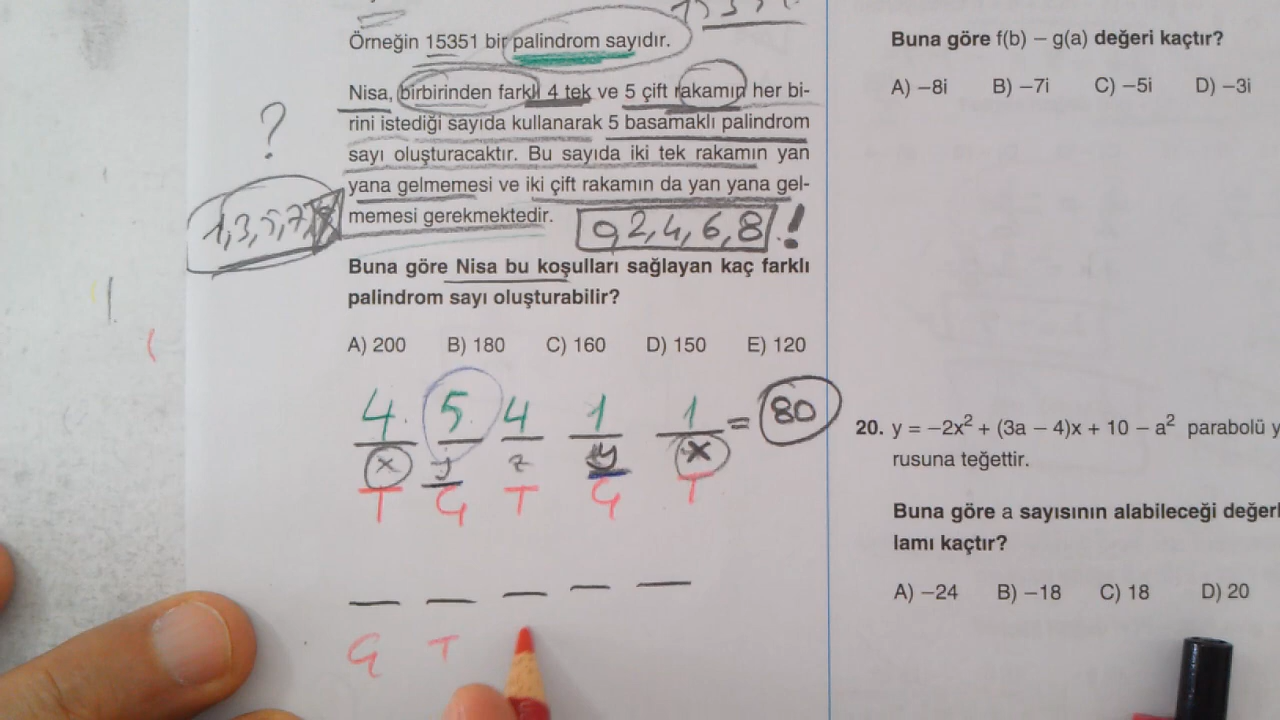 Örneğin 15351 bir palindrom sayıdır.
Nisa, birbirinden farklı 4 tek ve 5 çift rakamın her bi-
rini istediği sayıda kullanarak 5 basamaklı palindrom
sayı oluşturacaktır. Bu sayıda iki tek rakamın yan
yana gelmemesi ve iki çift rakamın da yan yana gel-
memesi gerekmektedir.
?
1,3,5,7
0,2,4,6,8 !
Buna göre Nisa bu koşulları sağlayan kaç farklı
palindrom sayı oluşturabilir?
A) 200 B) 180 C) 160 D) 150 E) 120
4 5 4 1 1 = 80
x y z y x
T Ç T Ç T
Ç T
Buna göre f(b) – g(a) değeri kaçtır?
A) –8i B) –7i C) –5i D) –3i
20. y = –2x² + (3a – 4)x + 10 – a² parabolü y
rusuna teğettir.
Buna göre a sayısının alabileceği değerl
lamı kaçtır?
A) –24 B) –18 C) 18 D) 20